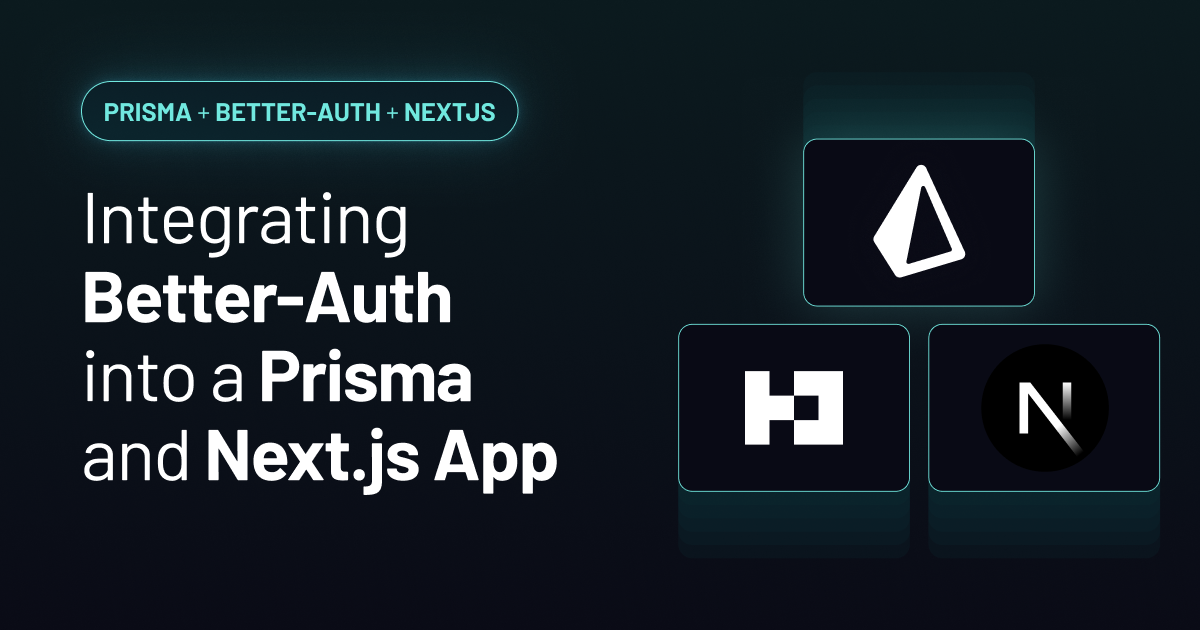 PRISMA + BETTER-AUTH + NEXTJS
Integrating
Better-Auth
into a Prisma
and Next.js App